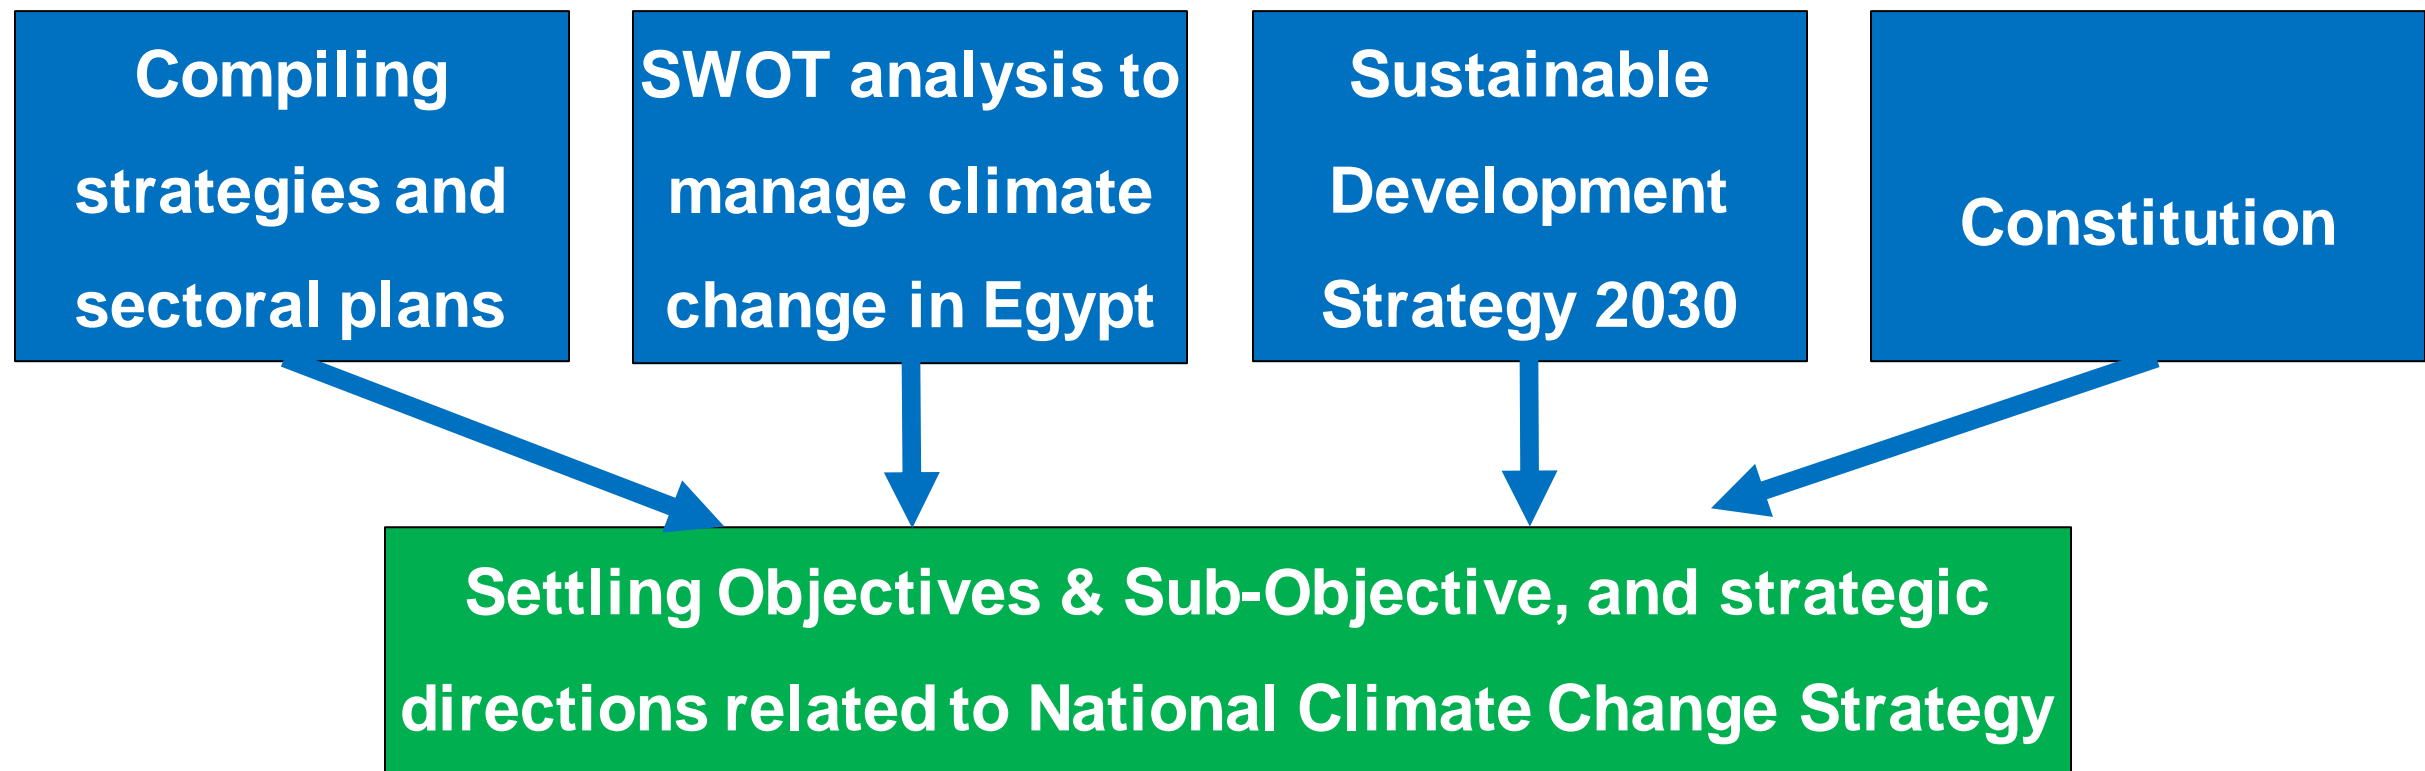 Compiling
strategies and
sectoral plans
SWOT analysis to
manage climate
change in Egypt
Sustainable
Development
Strategy 2030
Constitution
Settling Objectives & Sub-Objective, and strategic
directions related to National Climate Change Strategy